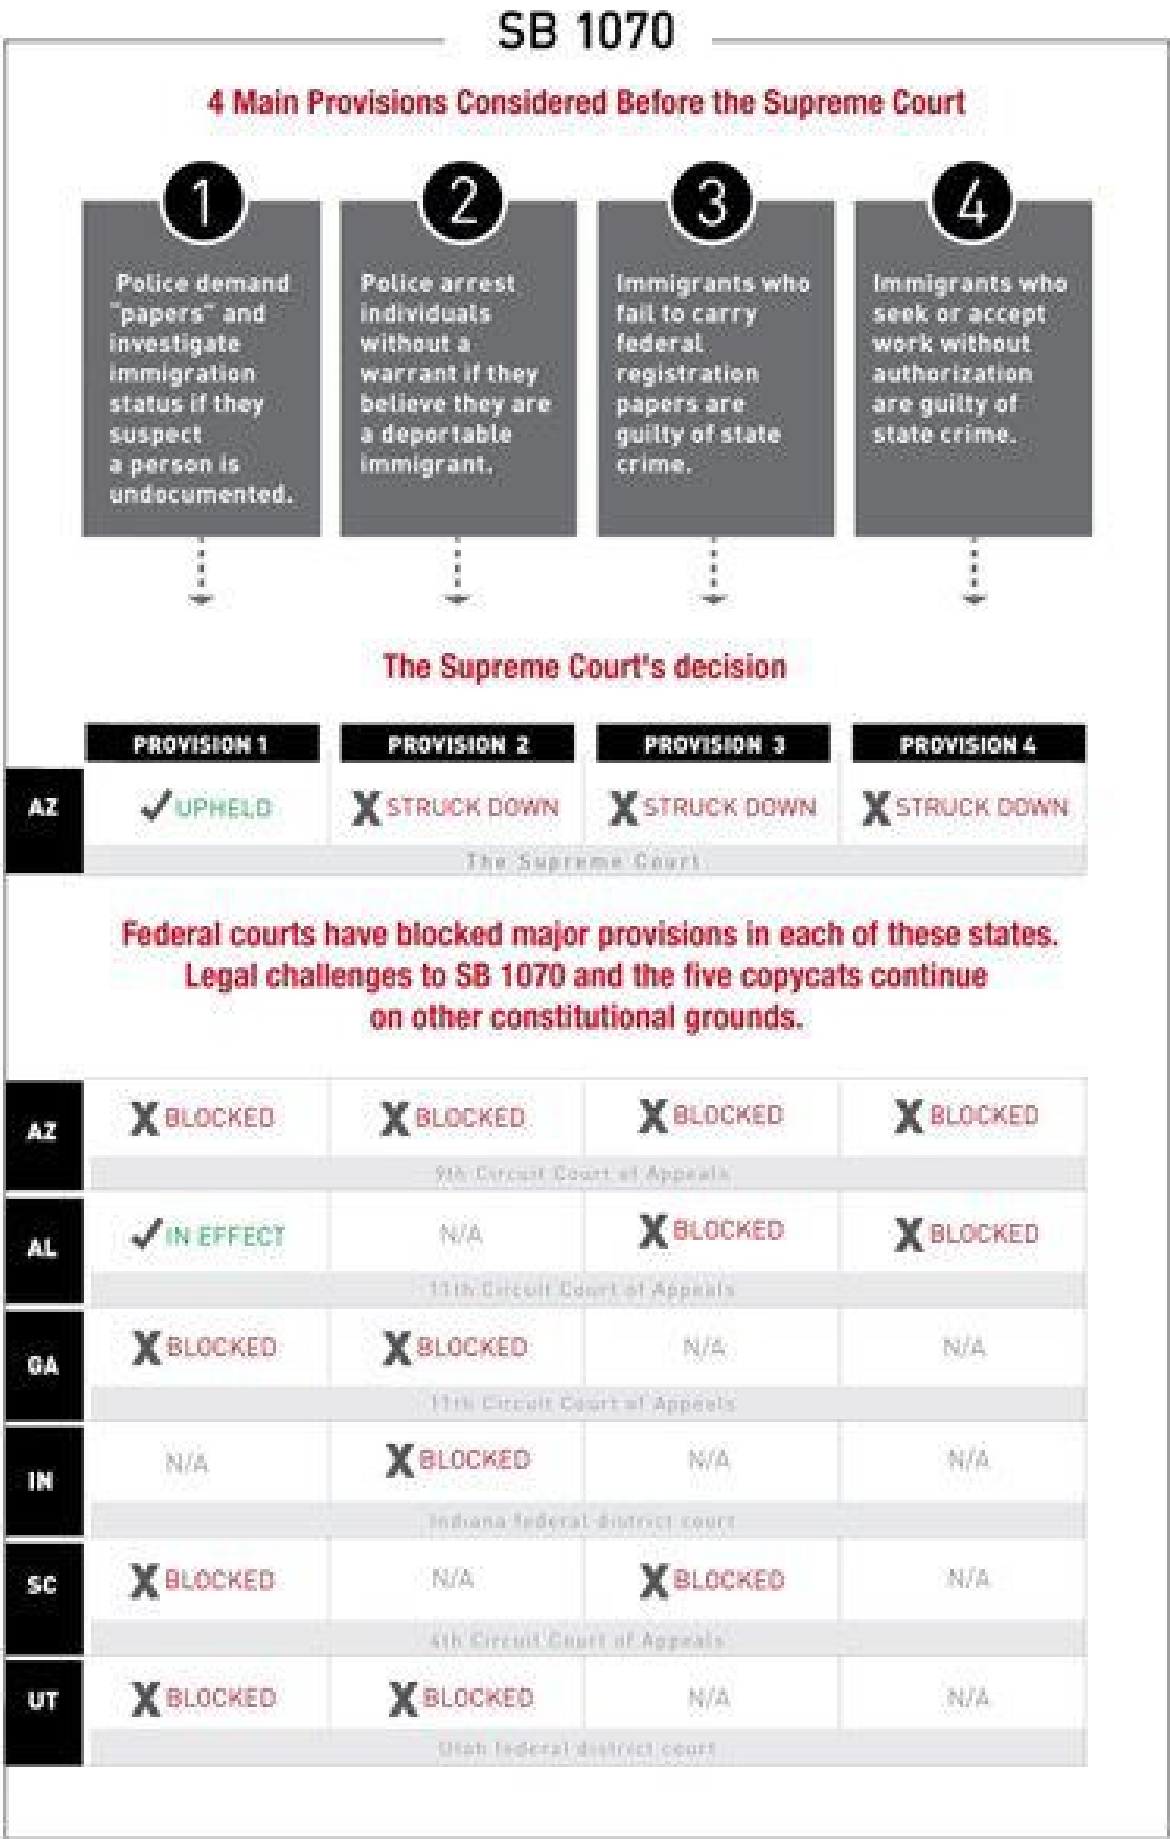 SB 1070
4 Main Provisions Considered Before the Supreme Court
1
Police demand
"papers" and
investigate
immigration
status if they
suspect
a person is
undocumented.
2
Police arrest
individuals
without a
warrant if they
believe they are
a deportable
immigrant.
3
Immigrants who
fail to carry
federal
registration
papers are
guilty of state
crime.
4
Immigrants who
seek or accept
work without
authorization
are guilty of
state crime.
The Supreme Court's decision
PROVISION 1 PROVISION 2 PROVISION 3 PROVISION 4
AZ UPHELD STRUCK DOWN STRUCK DOWN STRUCK DOWN
The Supreme Court
Federal courts have blocked major provisions in each of these states.
Legal challenges to SB 1070 and the five copycats continue
on other constitutional grounds.
AZ BLOCKED BLOCKED BLOCKED BLOCKED
9th Circuit Court of Appeals
AL IN EFFECT N/A BLOCKED BLOCKED
11th Circuit Court of Appeals
GA BLOCKED BLOCKED N/A N/A
11th Circuit Court of Appeals
IN N/A BLOCKED N/A N/A
Indiana federal district court
SC BLOCKED N/A BLOCKED N/A
4th Circuit Court of Appeals
UT BLOCKED BLOCKED N/A N/A
Utah federal district court